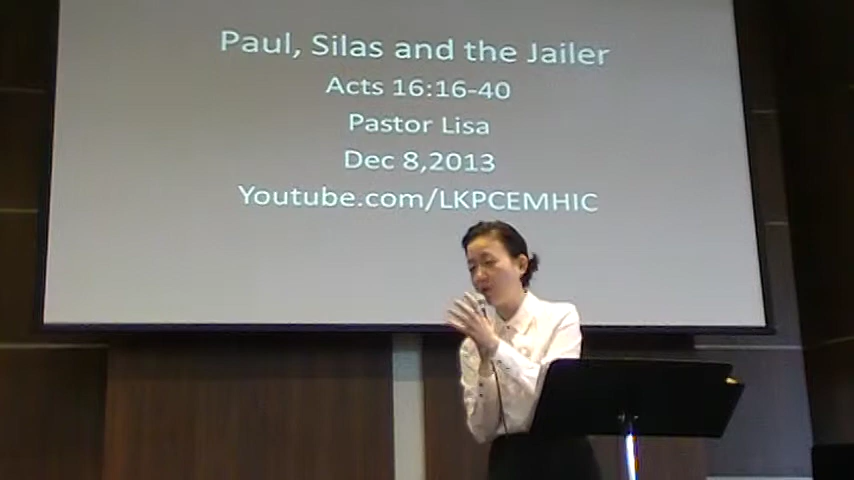 Paul, Silas and the Jailer
Acts 16:16-40
Pastor Lisa
Dec 8,2013
Youtube.com/LKPCEMHIC